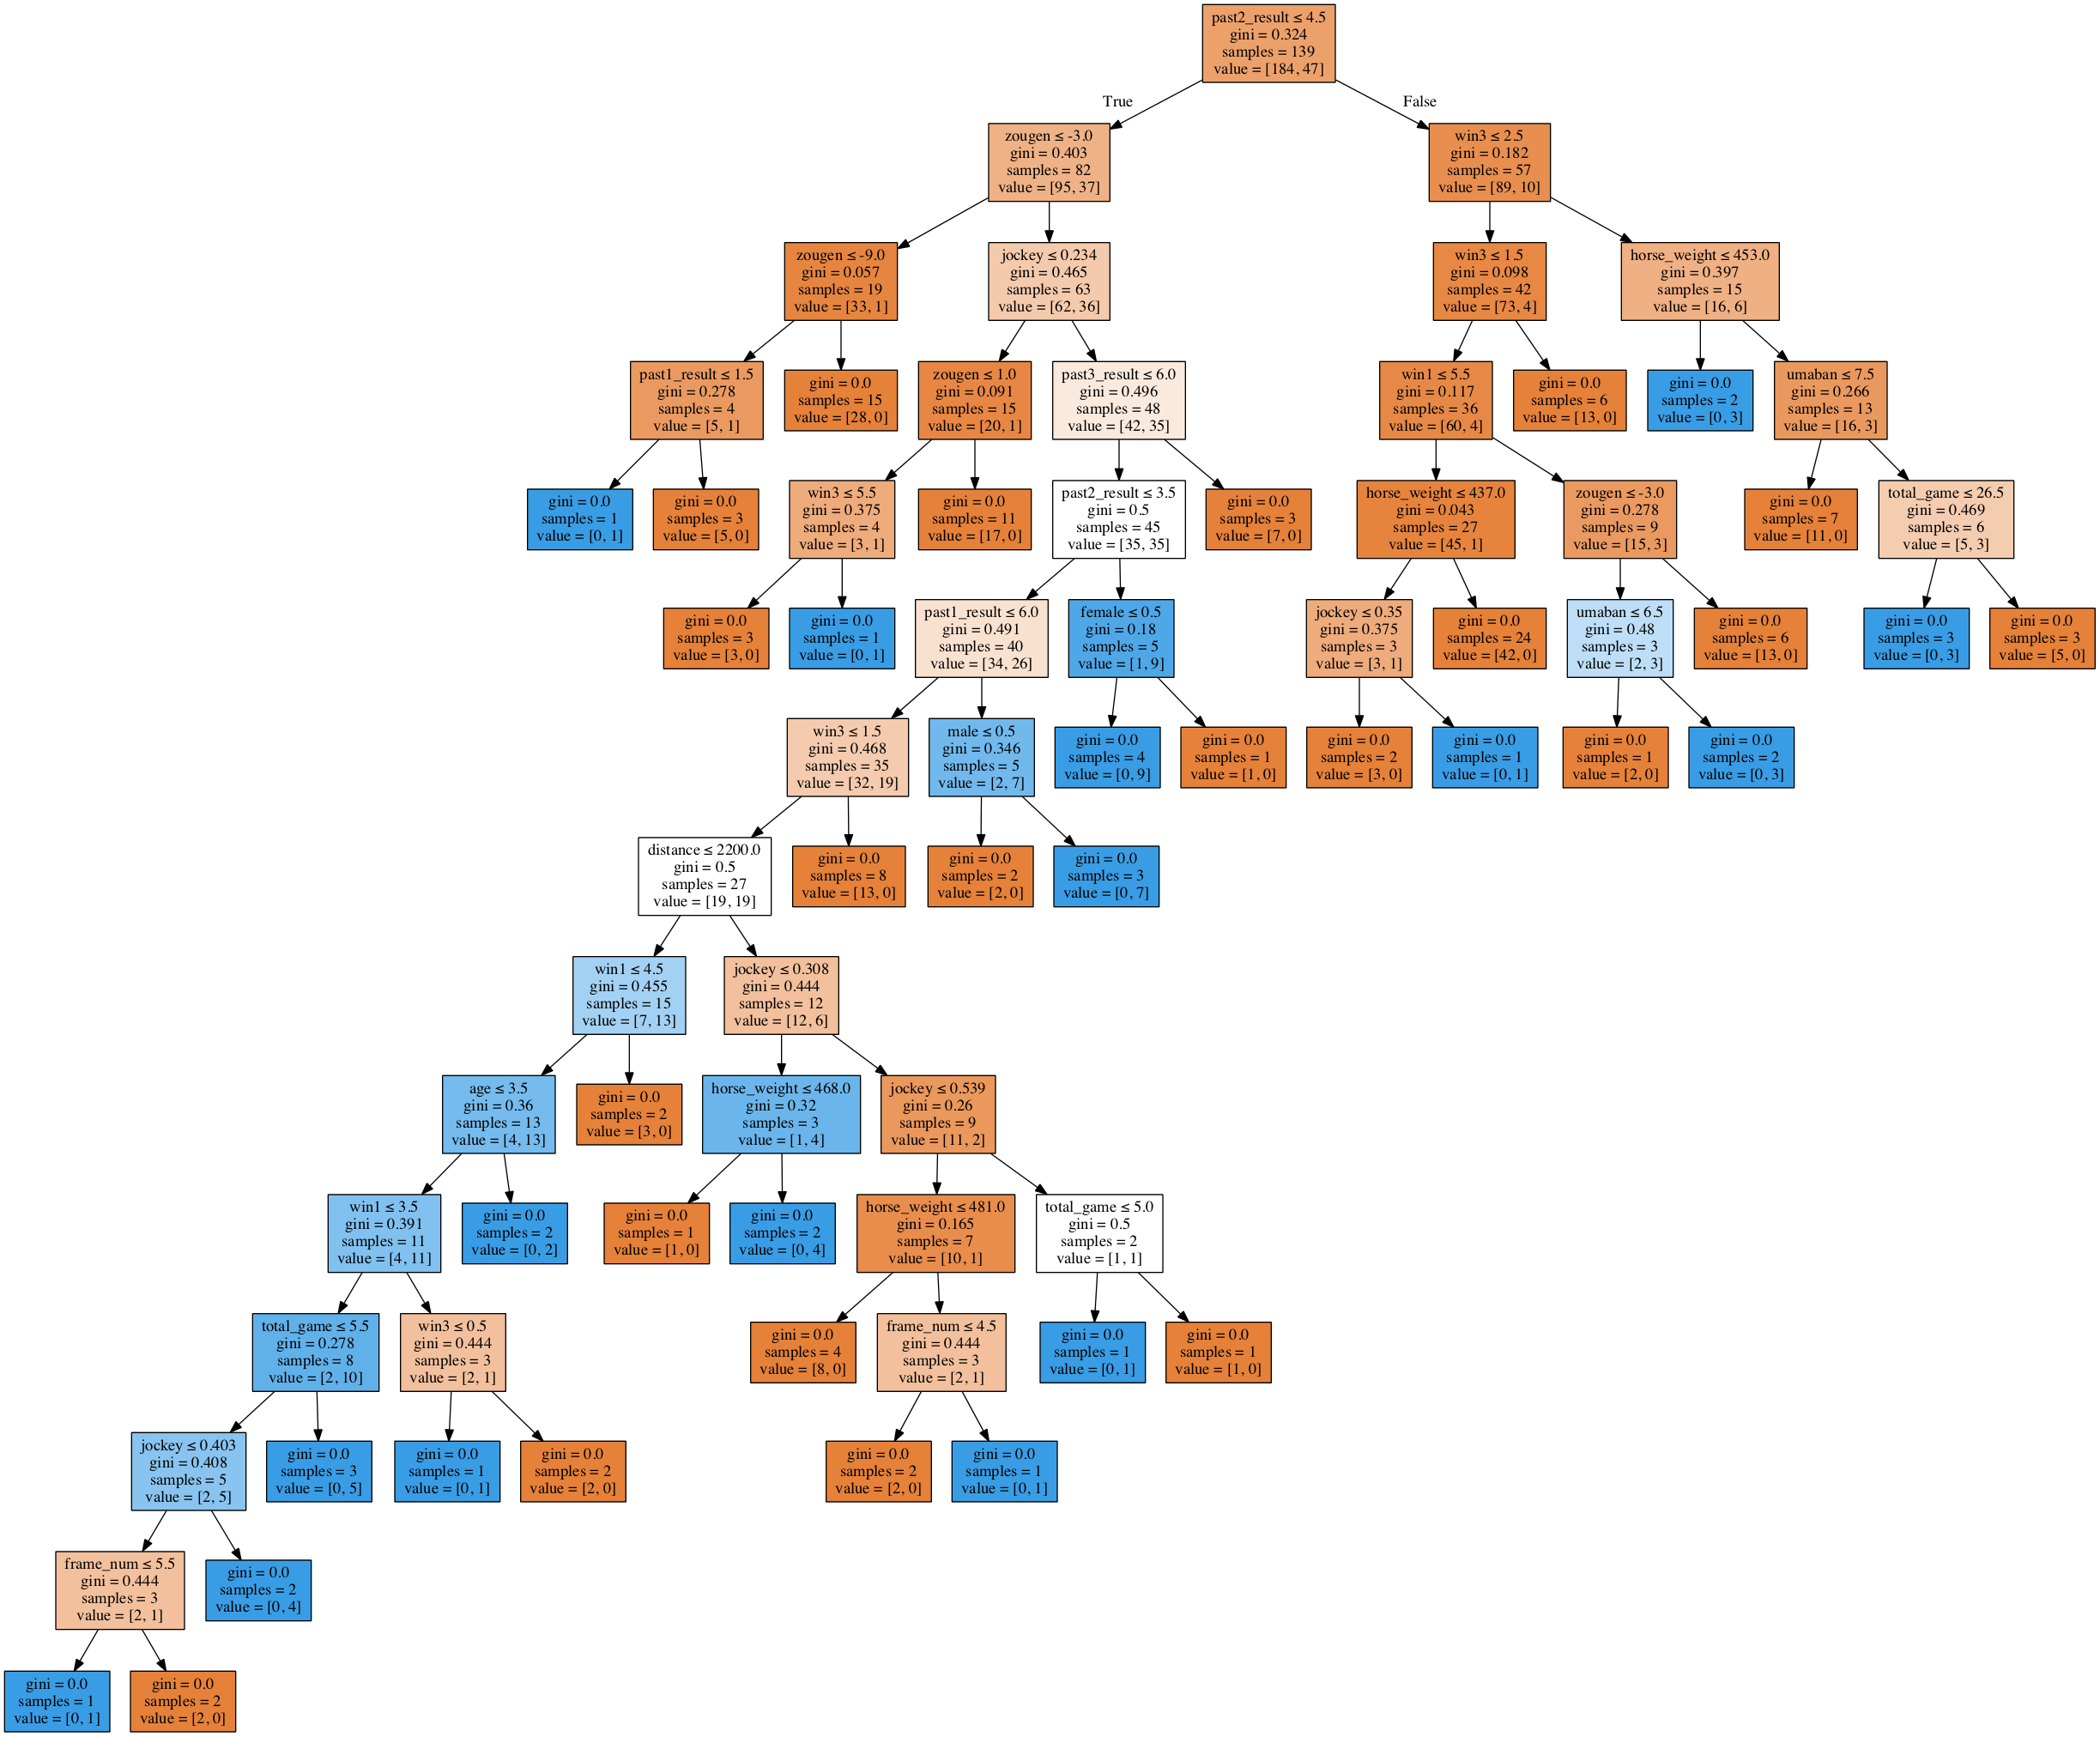 past2_result ≤ 4.5
gini = 0.324
samples = 139
value = [184, 47]
True
False
zougen ≤ -3.0
gini = 0.403
samples = 82
value = [95, 37]
win3 ≤ 2.5
gini = 0.182
samples = 57
value = [89, 10]
zougen ≤ -9.0
gini = 0.057
samples = 19
value = [33, 1]
jockey ≤ 0.234
gini = 0.465
samples = 63
value = [62, 36]
win3 ≤ 1.5
gini = 0.098
samples = 42
value = [73, 4]
horse_weight ≤ 453.0
gini = 0.397
samples = 15
value = [16, 6]
past1_result ≤ 1.5
gini = 0.278
samples = 4
value = [5, 1]
gini = 0.0
samples = 15
value = [28, 0]
zougen ≤ 1.0
gini = 0.091
samples = 15
value = [20, 1]
past3_result ≤ 6.0
gini = 0.496
samples = 48
value = [42, 35]
win1 ≤ 5.5
gini = 0.117
samples = 36
value = [60, 4]
gini = 0.0
samples = 6
value = [13, 0]
gini = 0.0
samples = 2
value = [0, 3]
umaban ≤ 7.5
gini = 0.266
samples = 13
value = [16, 3]
gini = 0.0
samples = 1
value = [0, 1]
gini = 0.0
samples = 3
value = [5, 0]
win3 ≤ 5.5
gini = 0.375
samples = 4
value = [3, 1]
gini = 0.0
samples = 11
value = [17, 0]
past2_result ≤ 3.5
gini = 0.5
samples = 45
value = [35, 35]
gini = 0.0
samples = 3
value = [7, 0]
horse_weight ≤ 437.0
gini = 0.043
samples = 27
value = [45, 1]
zougen ≤ -3.0
gini = 0.278
samples = 9
value = [15, 3]
gini = 0.0
samples = 7
value = [11, 0]
total_game ≤ 26.5
gini = 0.469
samples = 6
value = [5, 3]
gini = 0.0
samples = 3
value = [3, 0]
gini = 0.0
samples = 1
value = [0, 1]
past1_result ≤ 6.0
gini = 0.491
samples = 40
value = [34, 26]
female ≤ 0.5
gini = 0.18
samples = 5
value = [1, 9]
jockey ≤ 0.35
gini = 0.375
samples = 3
value = [3, 1]
gini = 0.0
samples = 24
value = [42, 0]
umaban ≤ 6.5
gini = 0.48
samples = 3
value = [2, 3]
gini = 0.0
samples = 6
value = [13, 0]
gini = 0.0
samples = 3
value = [0, 3]
gini = 0.0
samples = 3
value = [5, 0]
win3 ≤ 1.5
gini = 0.468
samples = 35
value = [32, 19]
male ≤ 0.5
gini = 0.346
samples = 5
value = [2, 7]
gini = 0.0
samples = 4
value = [0, 9]
gini = 0.0
samples = 1
value = [1, 0]
gini = 0.0
samples = 2
value = [3, 0]
gini = 0.0
samples = 1
value = [0, 1]
gini = 0.0
samples = 1
value = [2, 0]
gini = 0.0
samples = 2
value = [0, 3]
distance ≤ 2200.0
gini = 0.5
samples = 27
value = [19, 19]
gini = 0.0
samples = 8
value = [13, 0]
gini = 0.0
samples = 2
value = [2, 0]
gini = 0.0
samples = 3
value = [0, 7]
win1 ≤ 4.5
gini = 0.455
samples = 15
value = [7, 13]
jockey ≤ 0.308
gini = 0.444
samples = 12
value = [12, 6]
age ≤ 3.5
gini = 0.36
samples = 13
value = [4, 13]
gini = 0.0
samples = 2
value = [3, 0]
horse_weight ≤ 468.0
gini = 0.32
samples = 3
value = [1, 4]
jockey ≤ 0.539
gini = 0.26
samples = 9
value = [11, 2]
win1 ≤ 3.5
gini = 0.391
samples = 11
value = [4, 11]
gini = 0.0
samples = 2
value = [0, 2]
gini = 0.0
samples = 1
value = [1, 0]
gini = 0.0
samples = 2
value = [0, 4]
horse_weight ≤ 481.0
gini = 0.165
samples = 7
value = [10, 1]
total_game ≤ 5.0
gini = 0.5
samples = 2
value = [1, 1]
total_game ≤ 5.5
gini = 0.278
samples = 8
value = [2, 10]
win3 ≤ 0.5
gini = 0.444
samples = 3
value = [2, 1]
gini = 0.0
samples = 4
value = [8, 0]
frame_num ≤ 4.5
gini = 0.444
samples = 3
value = [2, 1]
gini = 0.0
samples = 1
value = [0, 1]
gini = 0.0
samples = 1
value = [1, 0]
jockey ≤ 0.403
gini = 0.408
samples = 5
value = [2, 5]
gini = 0.0
samples = 3
value = [0, 5]
gini = 0.0
samples = 1
value = [0, 1]
gini = 0.0
samples = 2
value = [2, 0]
gini = 0.0
samples = 2
value = [2, 0]
gini = 0.0
samples = 1
value = [0, 1]
frame_num ≤ 5.5
gini = 0.444
samples = 3
value = [2, 1]
gini = 0.0
samples = 2
value = [0, 4]
gini = 0.0
samples = 1
value = [0, 1]
gini = 0.0
samples = 2
value = [2, 0]